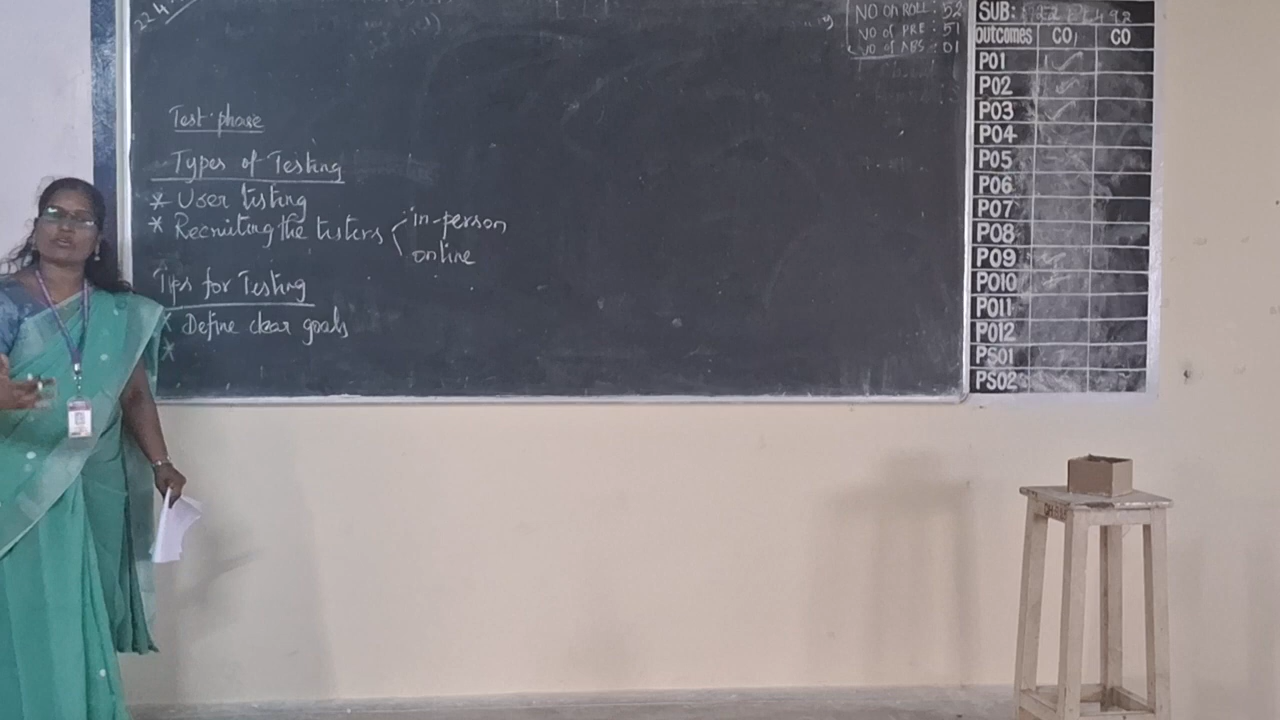 Test phase
Types of Testing
* User testing
* Recruiting the testers
in-person
online
Tips for Testing
* Define clear goals
*
NO ON ROLL : 52
NO of PRE : 51
NO of ABS : 01
SUB:
OUTCOMES CO1 CO
PO1 ✓
PO2 ✓
PO3 ✓
PO4
PO5
PO6
PO7
PO8
PO9 ✓
PO10
PO11
PO12
PSO1
PSO2